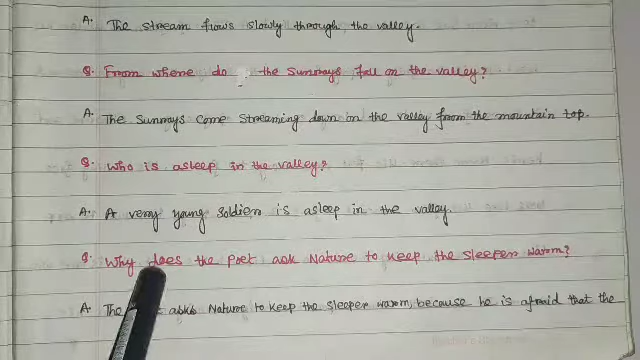 A. The stream flows slowly through the valley.
Q. From where do the sunrays fall on the valley?
A. The sunrays come streaming down in the valley from the mountain top.
Q. Who is asleep in the valley?
A. A very young soldier is asleep in the valley.
Q. Why does the Poet ask Nature to keep the sleeper warm?
A The asks Nature to keep the sleeper warm, because he is afraid that the